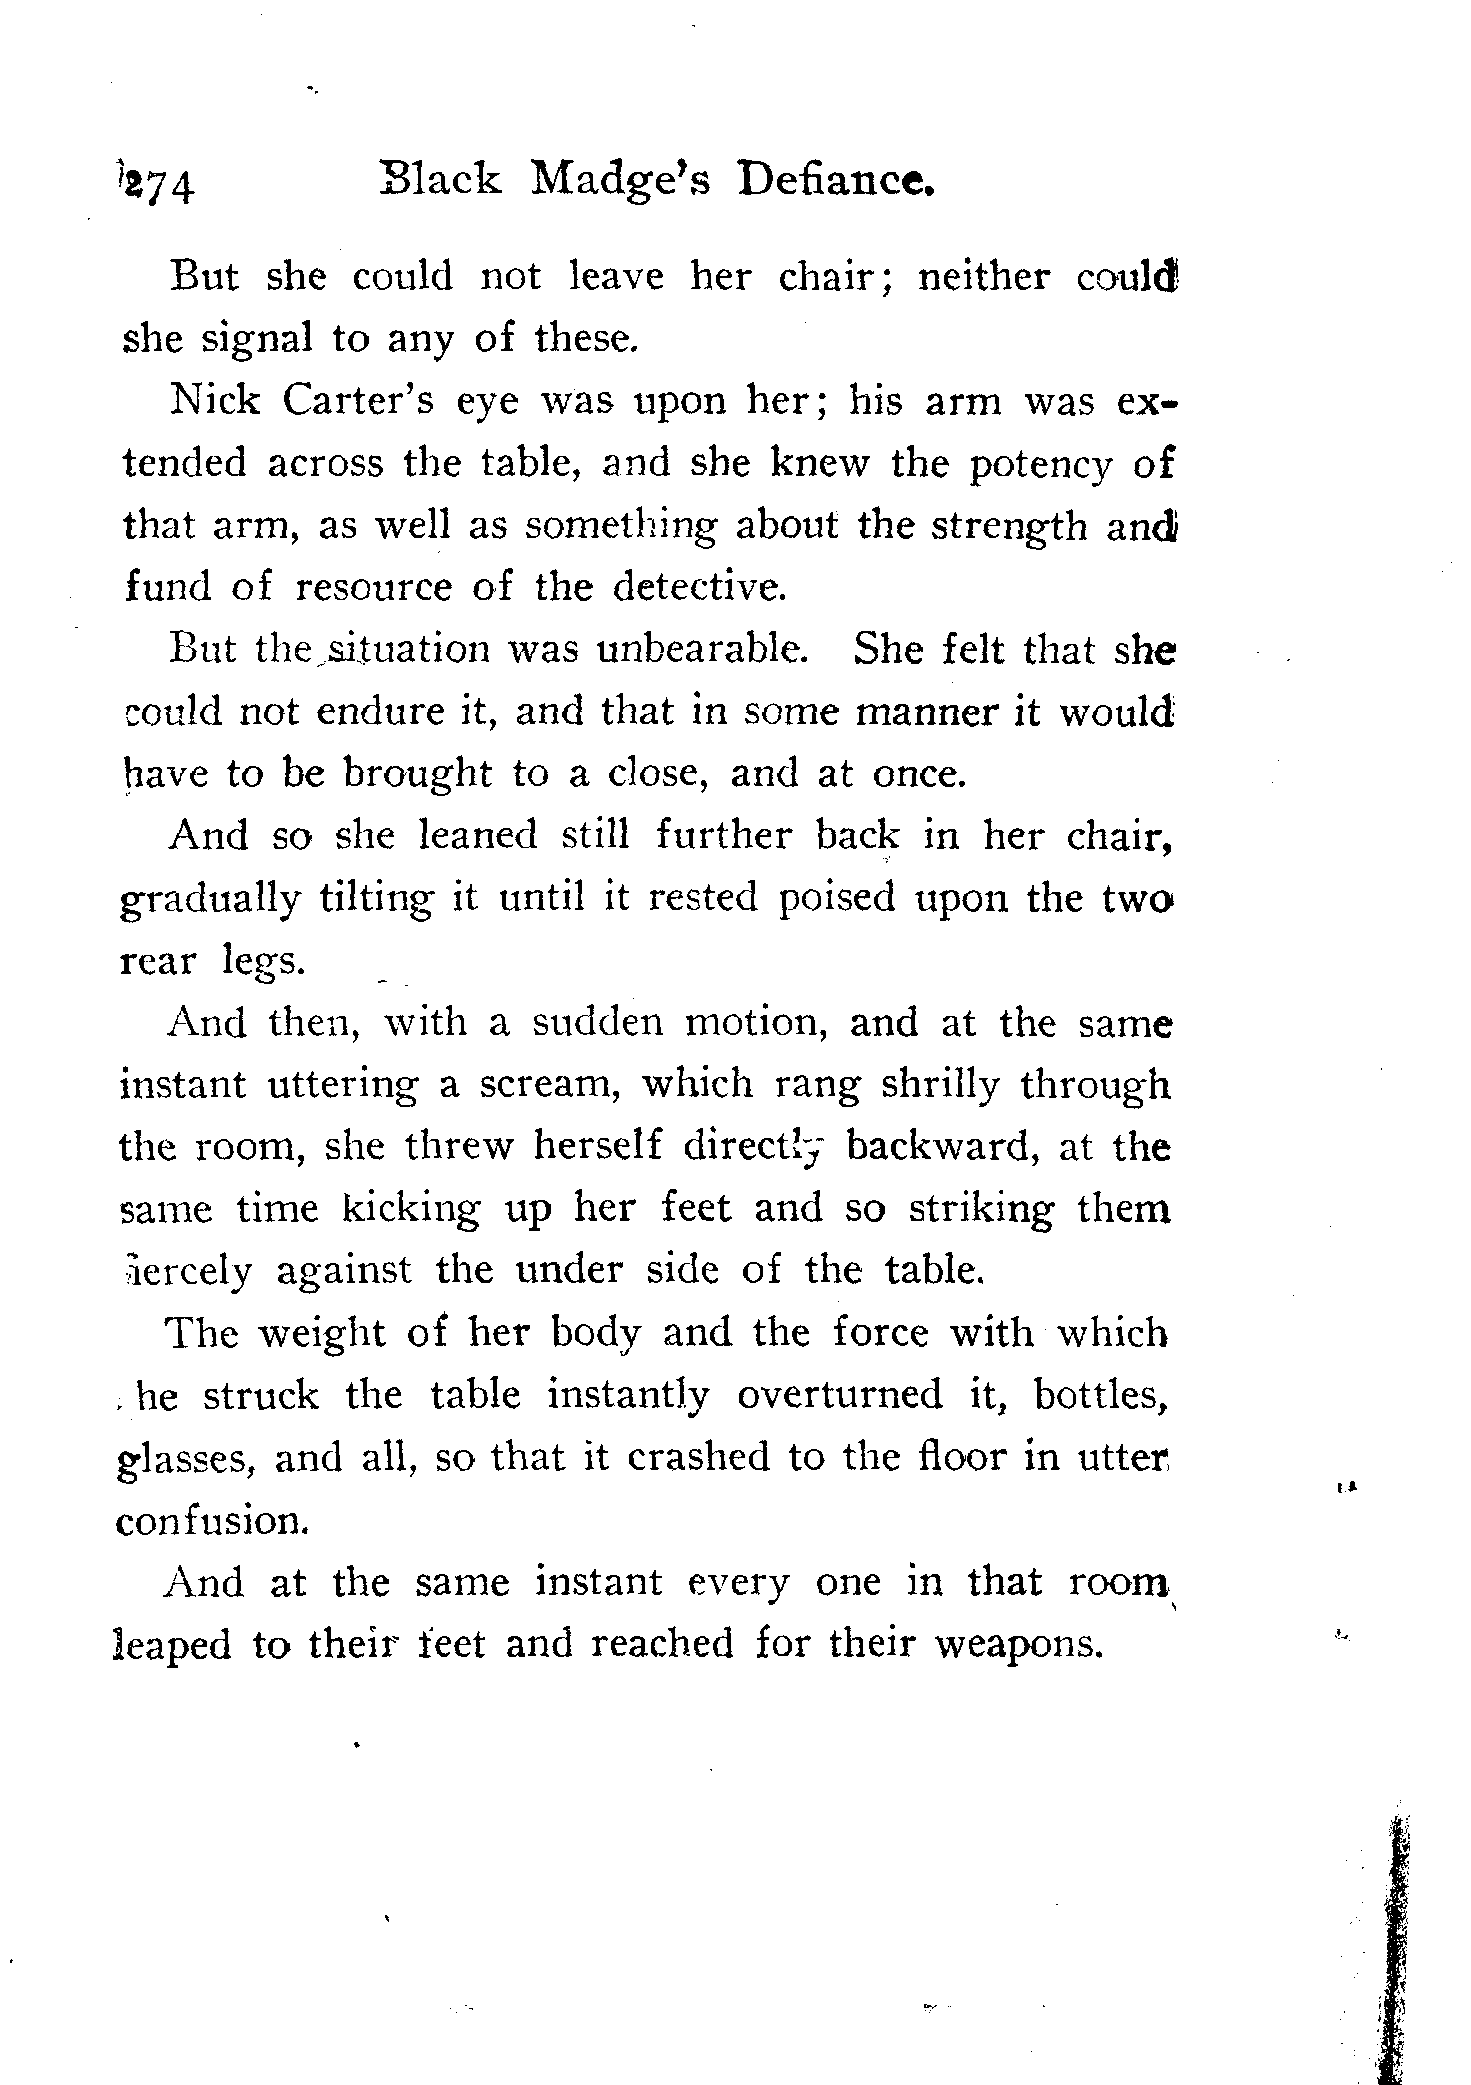 274 Black Madge's Defiance.
But she could not leave her chair; neither could
she signal to any of these.
Nick Carter's eye was upon her; his arm was ex-
tended across the table, and she knew the potency of
that arm, as well as something about the strength and
fund of resource of the detective.
But the situation was unbearable. She felt that she
could not endure it, and that in some manner it would
have to be brought to a close, and at once.
And so she leaned still further back in her chair,
gradually tilting it until it rested poised upon the two
rear legs.
And then, with a sudden motion, and at the same
instant uttering a scream, which rang shrilly through
the room, she threw herself directly backward, at the
same time kicking up her feet and so striking them
fiercely against the under side of the table.
The weight of her body and the force with which
he struck the table instantly overturned it, bottles,
glasses, and all, so that it crashed to the floor in utter
confusion.
And at the same instant every one in that room
leaped to their feet and reached for their weapons.